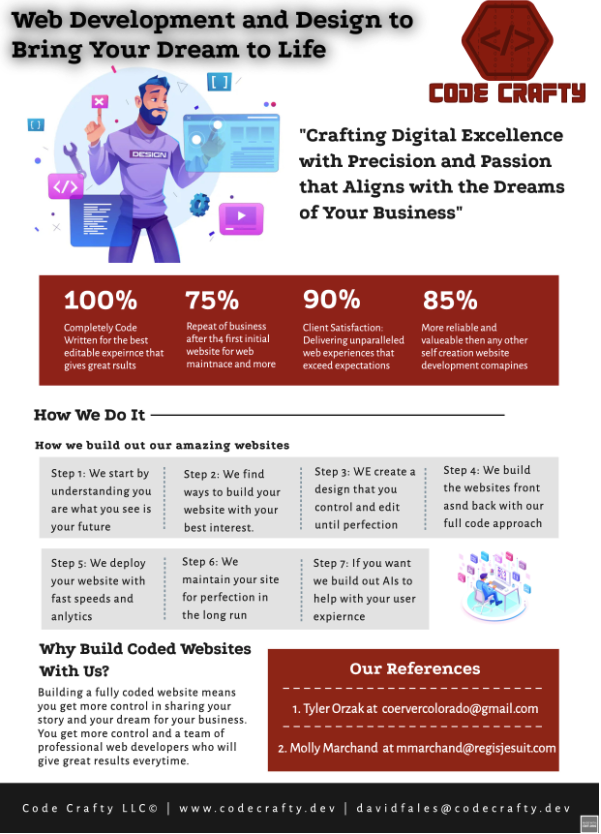 Web Development and Design to
Bring Your Dream to Life
</>
CODE CRAFTY
[ ]
[ ]
DESIGN
</>
"Crafting Digital Excellence
with Precision and Passion
that Aligns with the Dreams
of Your Business"
100%
Completely Code
Written for the best
editable expeirnce that
gives great rsults
75%
Repeat of business
after th4 first initial
website for web
maintnace and more
90%
Client Satisfaction:
Delivering unparalleled
web experiences that
exceed expectations
85%
More reliable and
valueable then any other
self creation website
development comapines
How We Do It
How we build out our amazing websites
Step 1: We start by
understanding you
are what you see is
your future
Step 2: We find
ways to build your
website with your
best interest.
Step 3: WE create a
design that you
control and edit
until perfection
Step 4: We build
the websites front
asnd back with our
full code approach
Step 5: We deploy
your website with
fast speeds and
anlytics
Step 6: We
maintain your site
for perfection in
the long run
Step 7: If you want
we build out AIs to
help with your user
expiernce
Why Build Coded Websites
With Us?
Building a fully coded website means
you get more control in sharing your
story and your dream for your business.
You get more control and a team of
professional web developers who will
give great results everytime.
Our References
1. Tyler Orzak at coervercolorado@gmail.com
2. Molly Marchand at mmarchand@regisjesuit.com
Code Crafty LLC© | www.codecrafty.dev | davidfales@codecrafty.dev